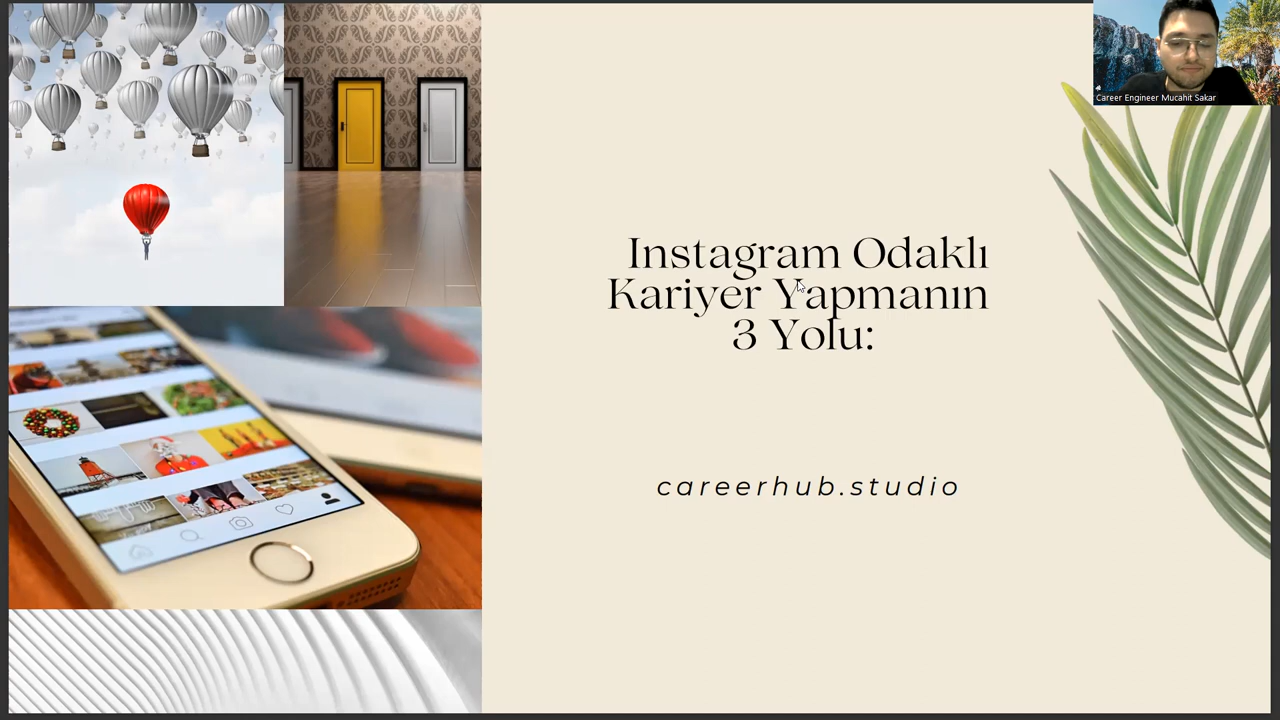 Career Engineer Mucahit Sakar
Instagram Odaklı
Kariyer Yapmanın
3 Yolu:
careerhub.studio